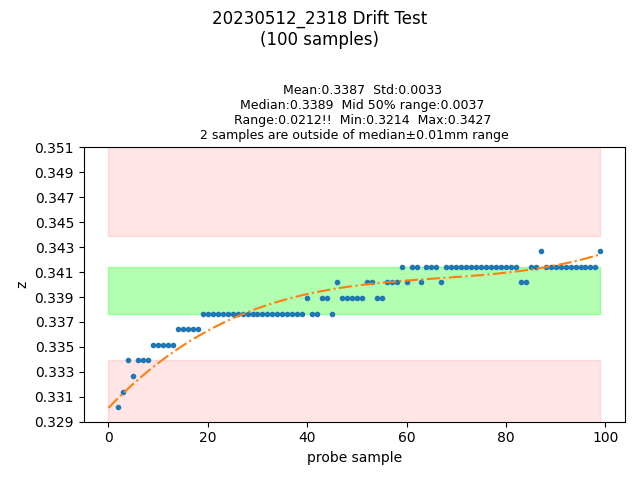 20230512_2318 Drift Test
(100 samples)
Mean:0.3387 Std:0.0033
Median:0.3389 Mid 50% range:0.0037
Range:0.0212!! Min:0.3214 Max:0.3427
2 samples are outside of median±0.01mm range
0.351
0.349
0.347
0.345
0.343
0.341
0.339
0.337
0.335
0.333
0.331
0.329
z
0 20 40 60 80 100
probe sample